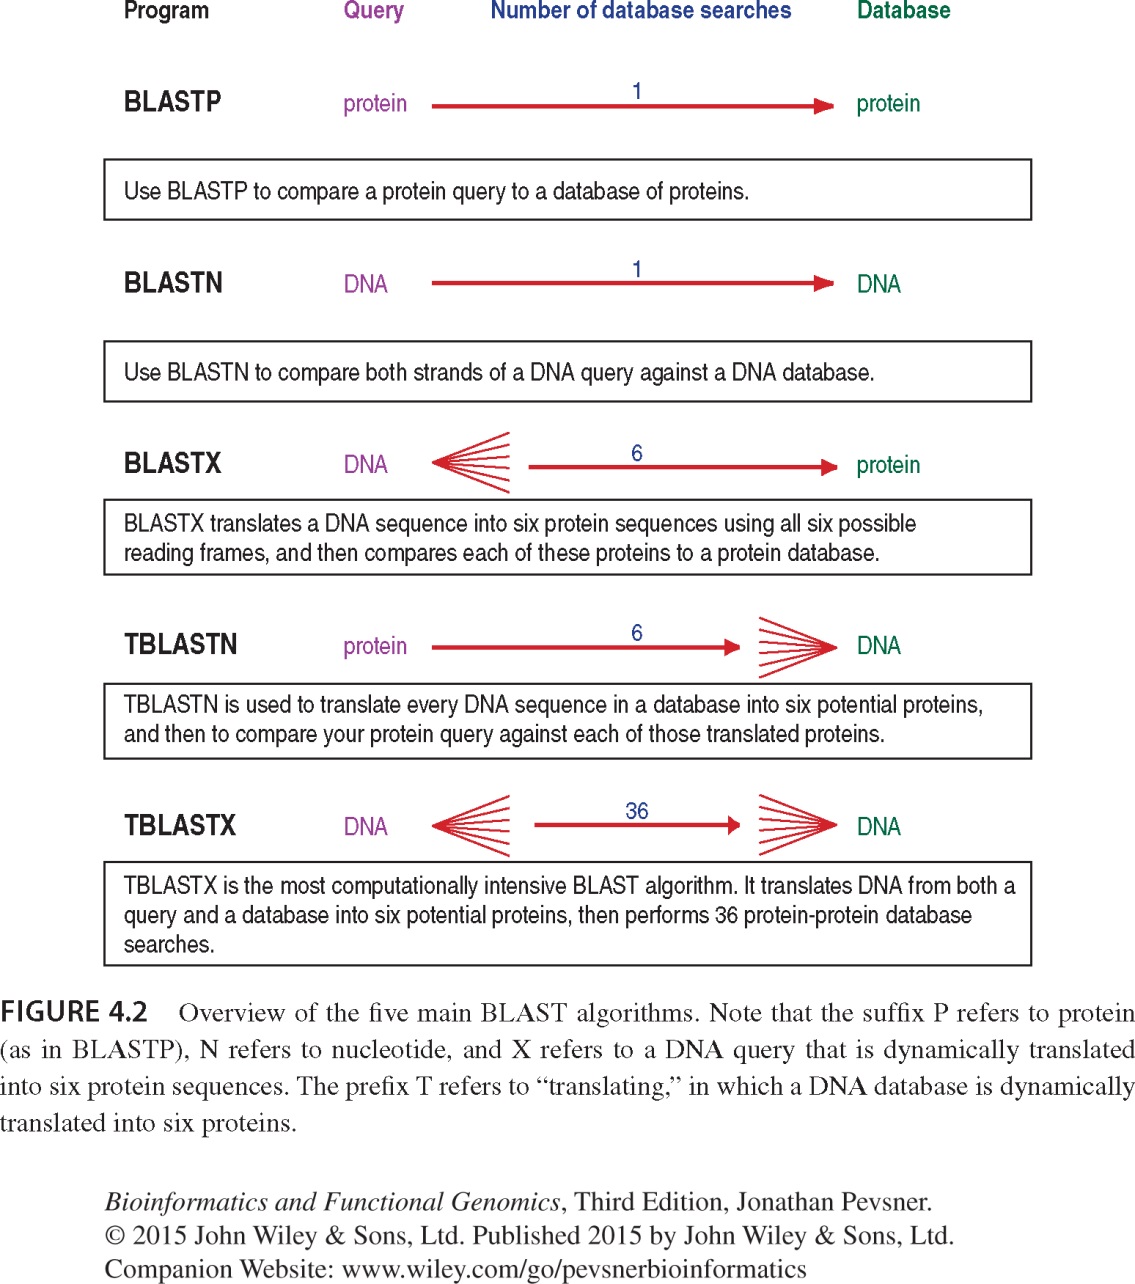 Program Query Number of database searches Database
BLASTP protein 1 protein
Use BLASTP to compare a protein query to a database of proteins.
BLASTN DNA 1 DNA
Use BLASTN to compare both strands of a DNA query against a DNA database.
BLASTX DNA 6 protein
BLASTX translates a DNA sequence into six protein sequences using all six possible
reading frames, and then compares each of these proteins to a protein database.
TBLASTN protein 6 DNA
TBLASTN is used to translate every DNA sequence in a database into six potential proteins,
and then to compare your protein query against each of those translated proteins.
TBLASTX DNA 36 DNA
TBLASTX is the most computationally intensive BLAST algorithm. It translates DNA from both a
query and a database into six potential proteins, then performs 36 protein-protein database
searches.
FIGURE 4.2 Overview of the five main BLAST algorithms. Note that the suffix P refers to protein
(as in BLASTP), N refers to nucleotide, and X refers to a DNA query that is dynamically translated
into six protein sequences. The prefix T refers to “translating,” in which a DNA database is dynamically
translated into six proteins.
Bioinformatics and Functional Genomics, Third Edition, Jonathan Pevsner.
© 2015 John Wiley & Sons, Ltd. Published 2015 by John Wiley & Sons, Ltd.
Companion Website: www.wiley.com/go/pevsnerbioinformatics